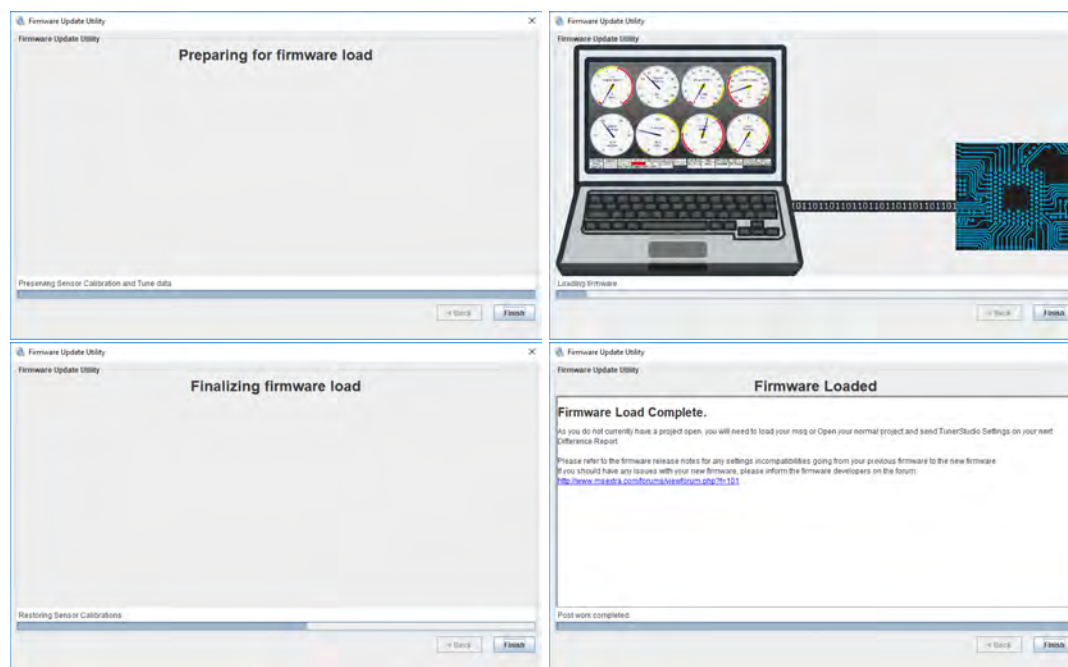 Firmware Update Utility
Firmware Update Utility
Preparing for firmware load
Preserving Sensor Calibration and Tune data
< Back Finish
Firmware Update Utility
Firmware Update Utility
1011011011011011011011011011
Loading firmware
< Back Finish
Firmware Update Utility
Firmware Update Utility
Finalizing firmware load
Restoring Sensor Calibrations
< Back Finish
Firmware Update Utility
Firmware Update Utility
Firmware Loaded
Firmware Load Complete.
As you do not currently have a project open, you will need to load your msq or Open your normal project and send TunerStudio Settings on your next
Difference Report.
Please refer to the firmware release notes for any settings incompatibilities going from your previous firmware to the new firmware.
If you should have any issues with your new firmware, please inform the firmware developers on the forum:
http://www.msextra.com/forums/viewforum.php?f=101
Post work completed.
< Back Finish